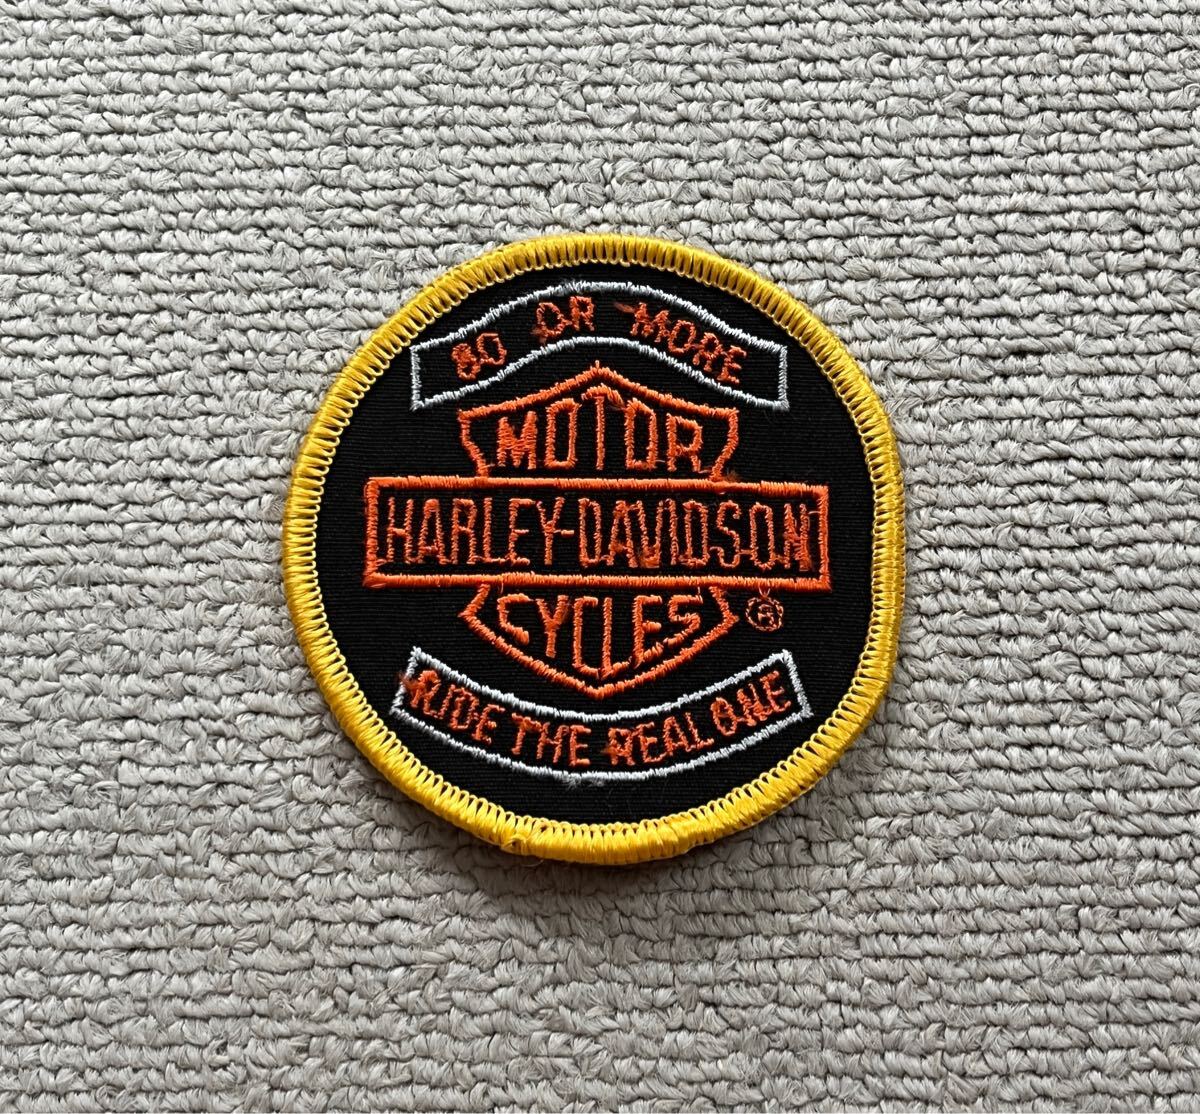 80 OR MORE
MOTOR
HARLEY-DAVIDSON
CYCLES
®
RIDE THE REAL ONE